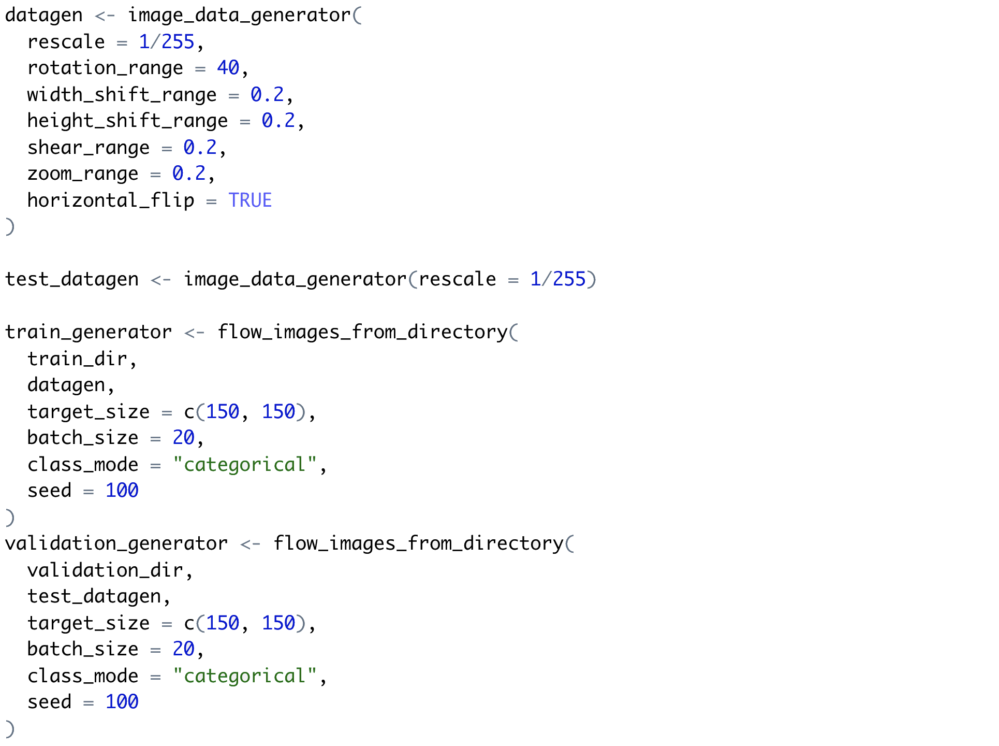 datagen <- image_data_generator(
  rescale = 1/255,
  rotation_range = 40,
  width_shift_range = 0.2,
  height_shift_range = 0.2,
  shear_range = 0.2,
  zoom_range = 0.2,
  horizontal_flip = TRUE
)

test_datagen <- image_data_generator(rescale = 1/255)

train_generator <- flow_images_from_directory(
  train_dir,
  datagen,
  target_size = c(150, 150),
  batch_size = 20,
  class_mode = "categorical",
  seed = 100
)
validation_generator <- flow_images_from_directory(
  validation_dir,
  test_datagen,
  target_size = c(150, 150),
  batch_size = 20,
  class_mode = "categorical",
  seed = 100
)